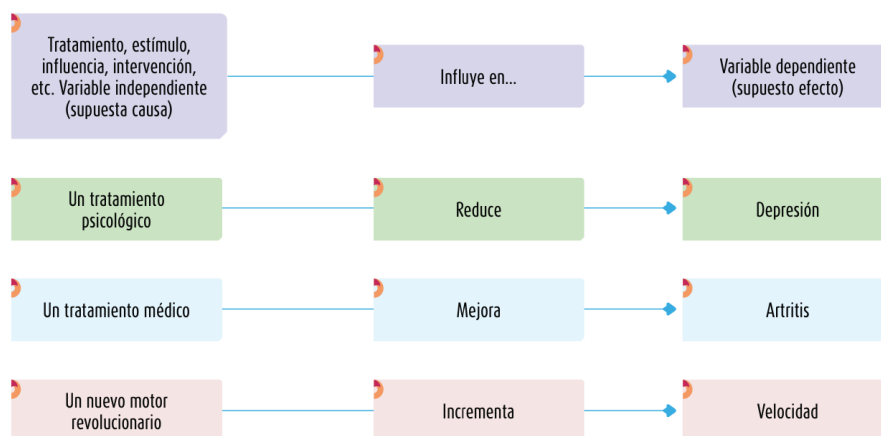 Tratamiento, estímulo,
influencia, intervención,
etc. Variable independiente
(supuesta causa)
Influye en...
Variable dependiente
(supuesto efecto)
Un tratamiento
psicológico
Reduce
Depresión
Un tratamiento médico
Mejora
Artritis
Un nuevo motor
revolucionario
Incrementa
Velocidad